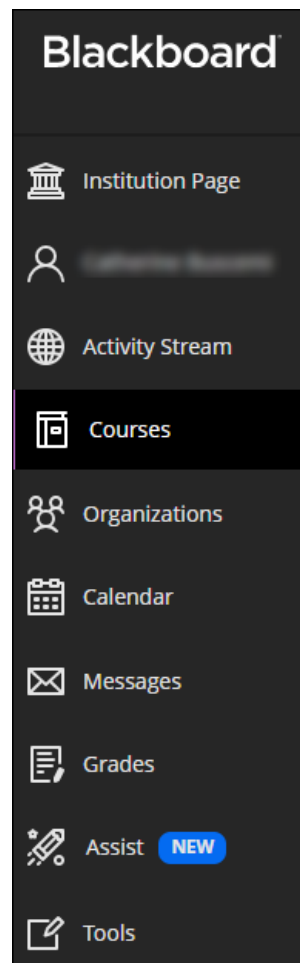 Blackboard
Institution Page
Activity Stream
Courses
Organizations
Calendar
Messages
Grades
Assist NEW
Tools